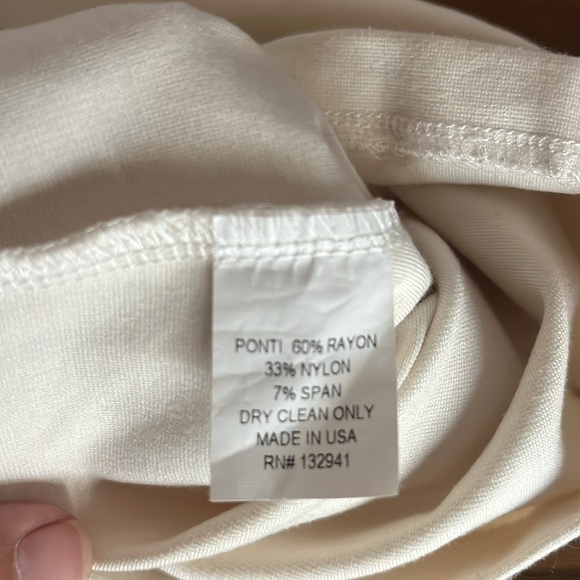 PONTI 60% RAYON
33% NYLON
7% SPAN
DRY CLEAN ONLY
MADE IN USA
RN# 132941